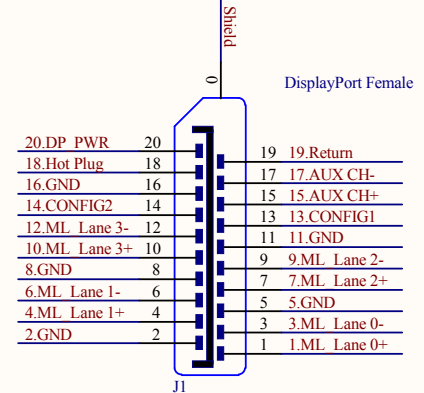 Shield
0
DisplayPort Female
20.DP_PWR 20
18.Hot Plug 18
16.GND 16
14.CONFIG2 14
12.ML_Lane 3- 12
10.ML_Lane 3+ 10
8.GND 8
6.ML_Lane 1- 6
4.ML_Lane 1+ 4
2.GND 2
19 19.Return
17 17.AUX CH-
15 15.AUX CH+
13 13.CONFIG1
11 11.GND
9 9.ML_Lane 2-
7 7.ML_Lane 2+
5 5.GND
3 3.ML_Lane 0-
1 1.ML_Lane 0+
J1